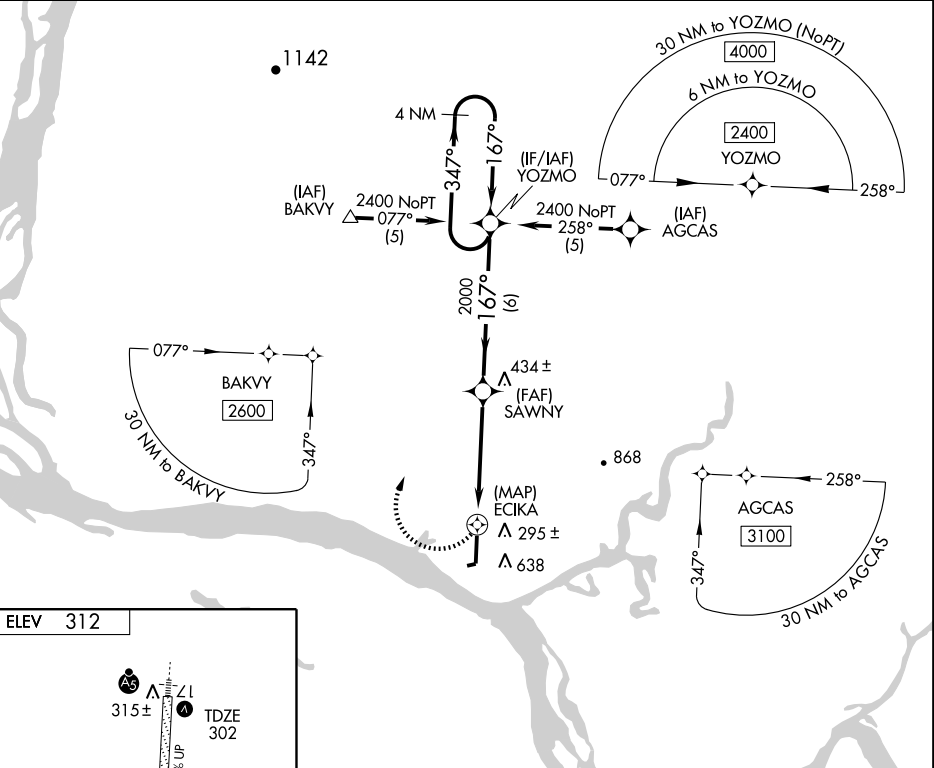 1142
30 NM to YOZMO (NoPT)
4000
6 NM to YOZMO
2400
YOZMO
077°
258°
4 NM
347°
167°
(IF/IAF)
YOZMO
(IAF)
BAKVY
2400 NoPT
077°
(5)
2400 NoPT
258°
(5)
(IAF)
AGCAS
2000
167°
(6)
077°
BAKVY
2600
347°
30 NM to BAKVY
434±
(FAF)
SAWNY
868
(MAP)
ECIKA
295±
638
258°
AGCAS
3100
347°
30 NM to AGCAS
ELEV 312
A5
17
315±
TDZE
302
% UP